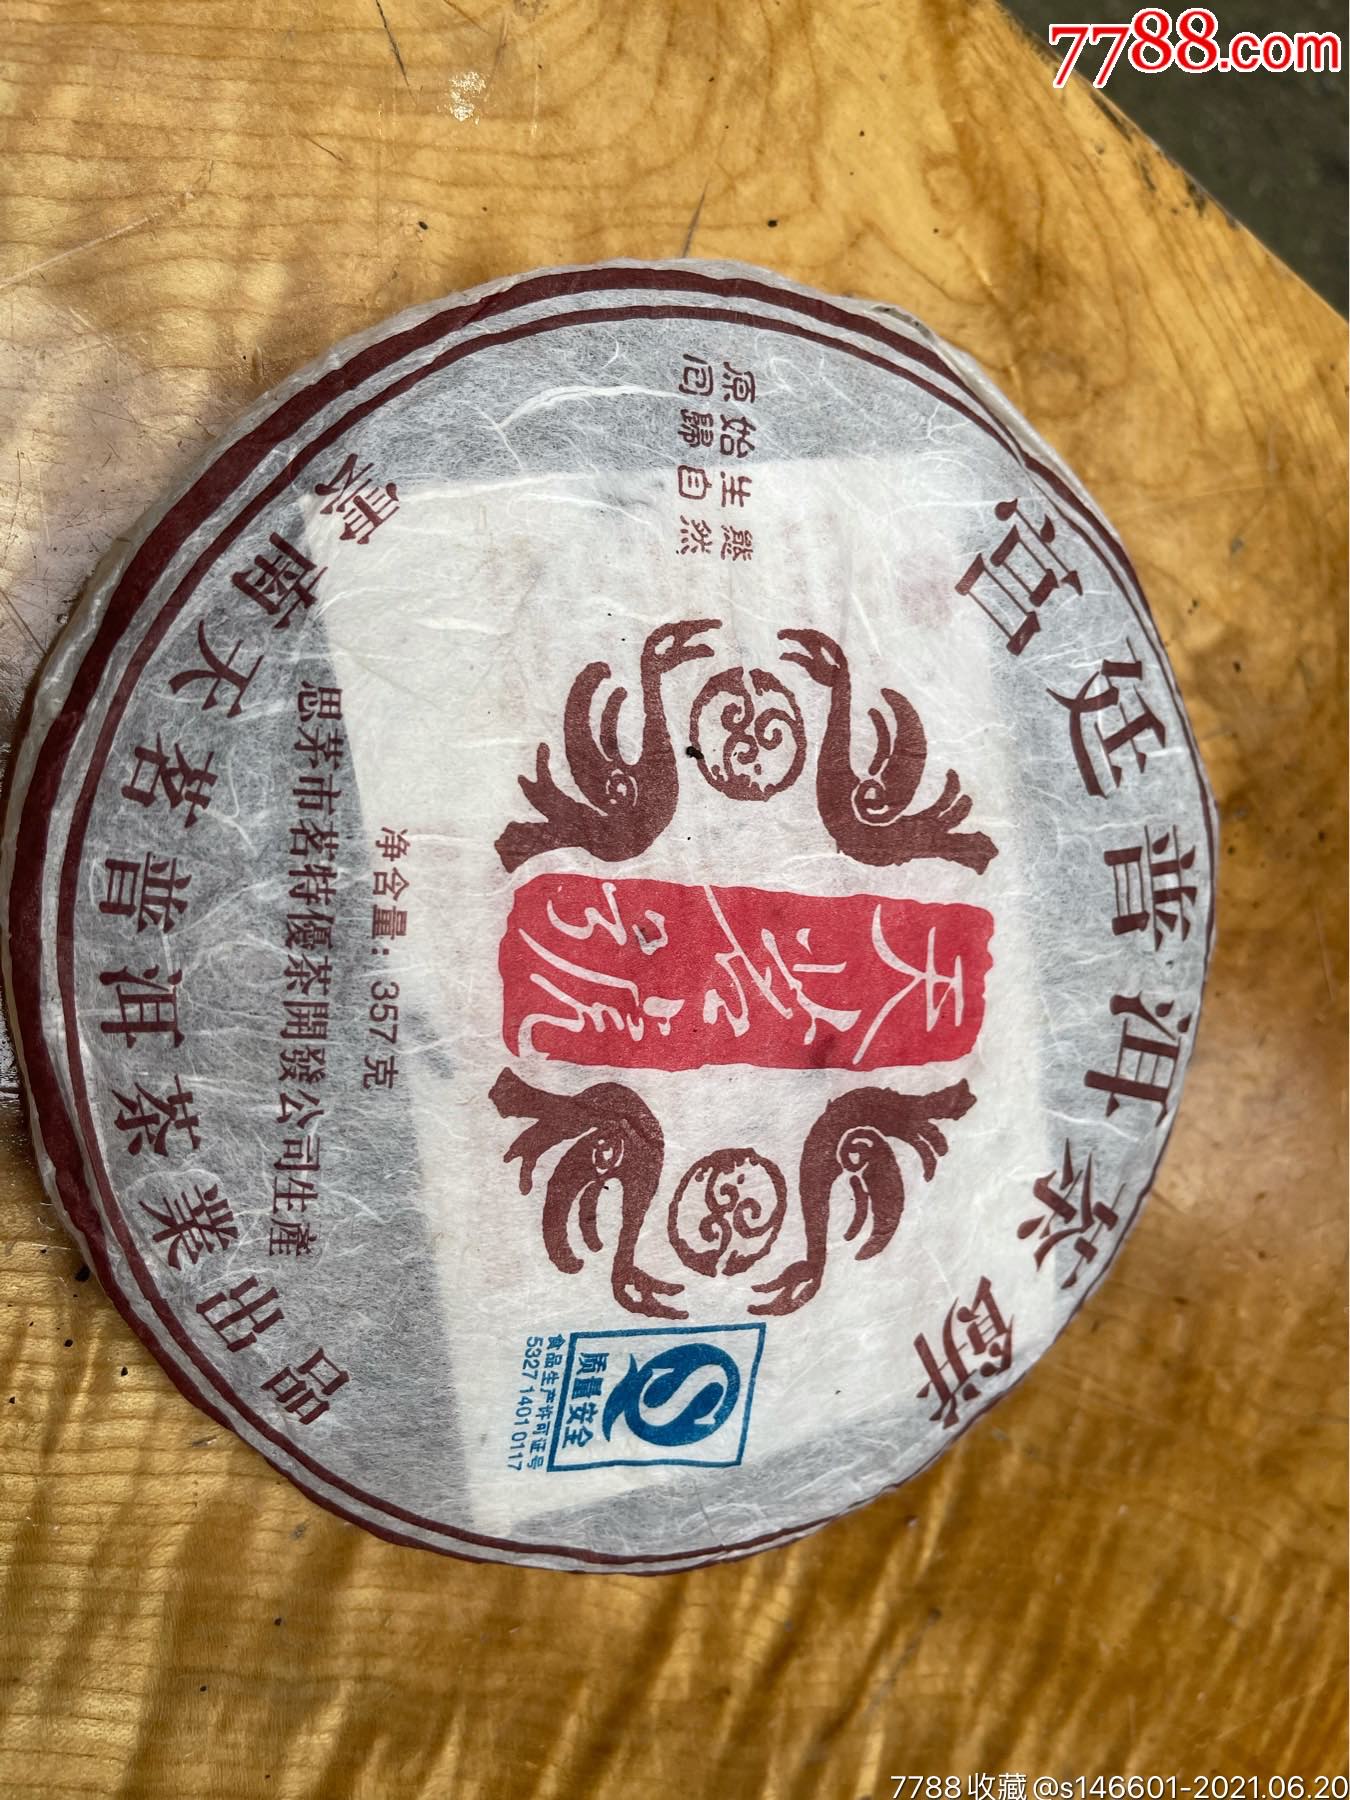 7788.com
宫廷普洱茶餅
原始生態
同歸自然
天茗號
质量安全
食品生产许可证号
5327 1401 0117
净含量：357克
思茅市茗特優茶開發公司生產
雲南天茗普洱茶業出品
7788收藏@s146601-2021.06.20